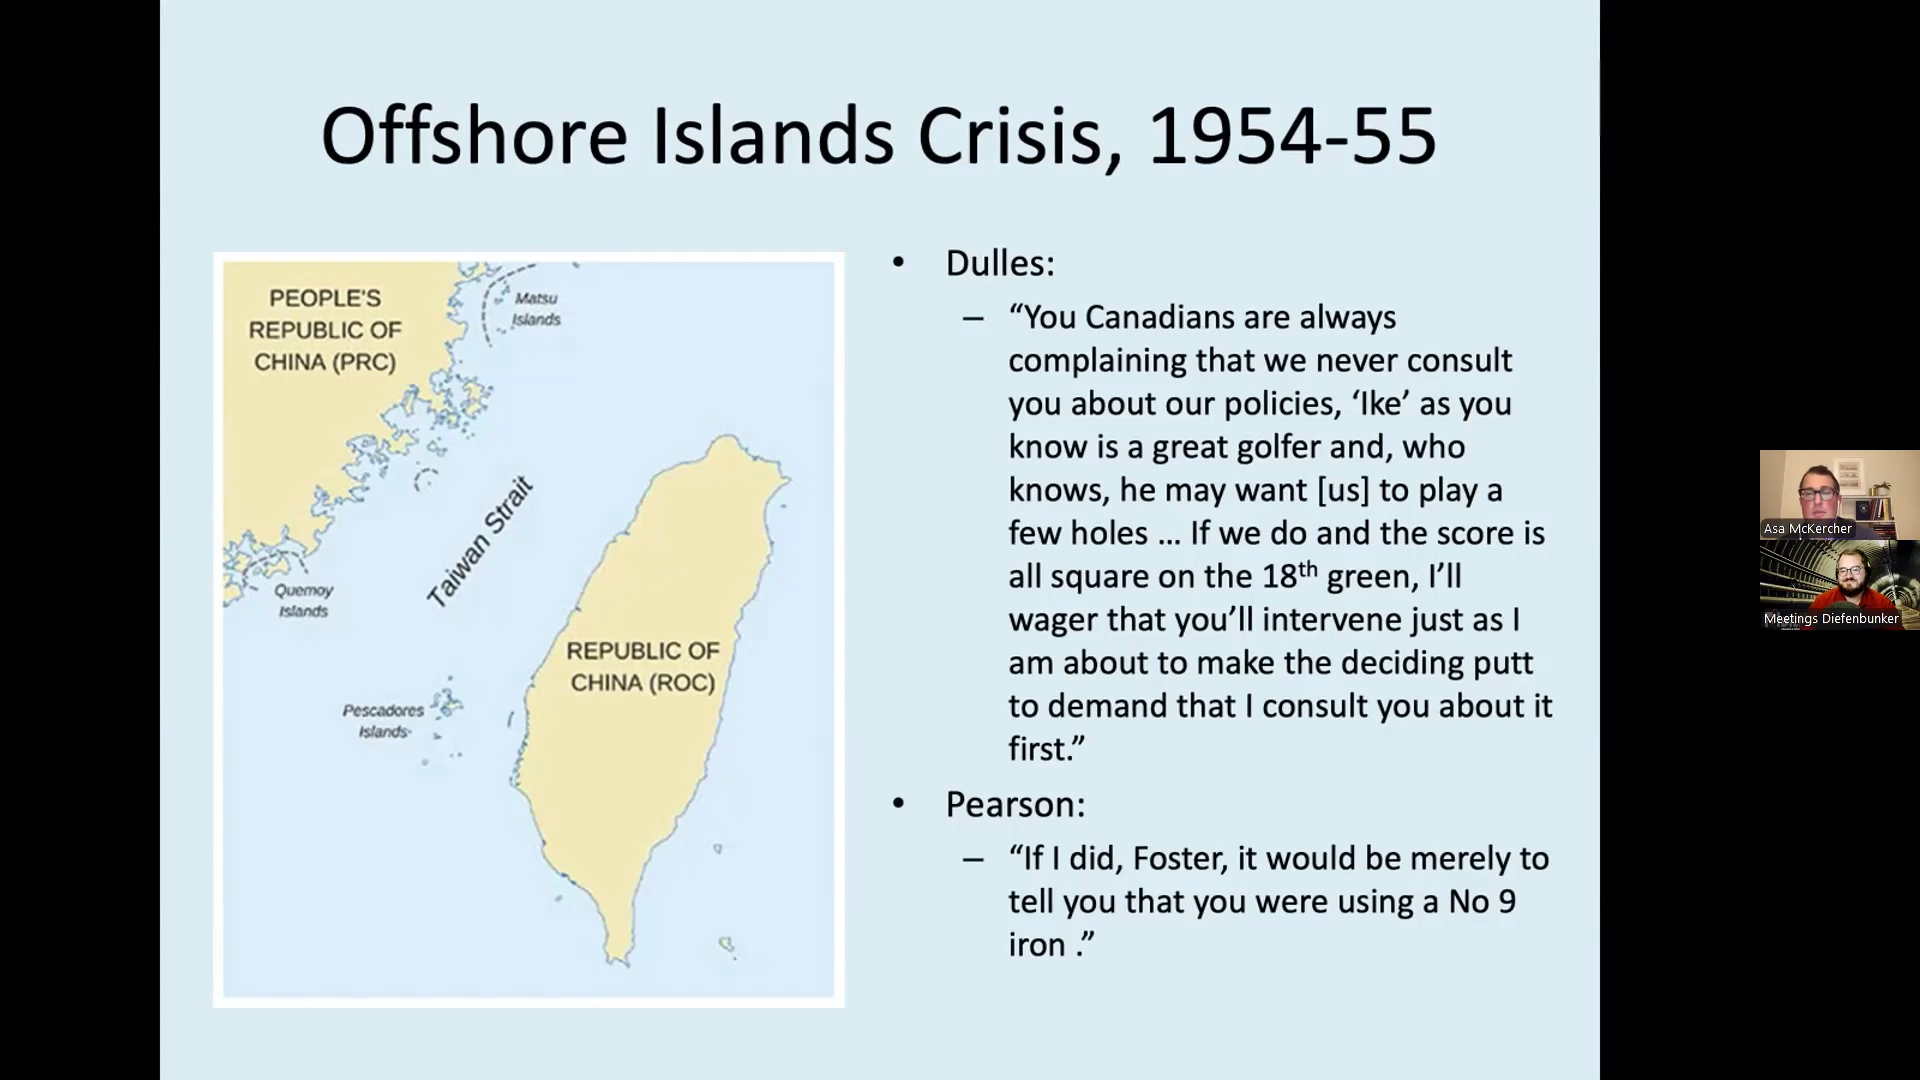 Offshore Islands Crisis, 1954-55
PEOPLE'S
REPUBLIC OF
CHINA (PRC)
Matsu
Islands
Taiwan Strait
Quemoy
Islands
REPUBLIC OF
CHINA (ROC)
Pescadores
Islands
• Dulles:
– “You Canadians are always
complaining that we never consult
you about our policies, ‘Ike’ as you
know is a great golfer and, who
knows, he may want [us] to play a
few holes … If we do and the score is
all square on the 18th green, I’ll
wager that you’ll intervene just as I
am about to make the deciding putt
to demand that I consult you about it
first.”
• Pearson:
– “If I did, Foster, it would be merely to
tell you that you were using a No 9
iron .”
Asa McKercher
Meetings Diefenbunker